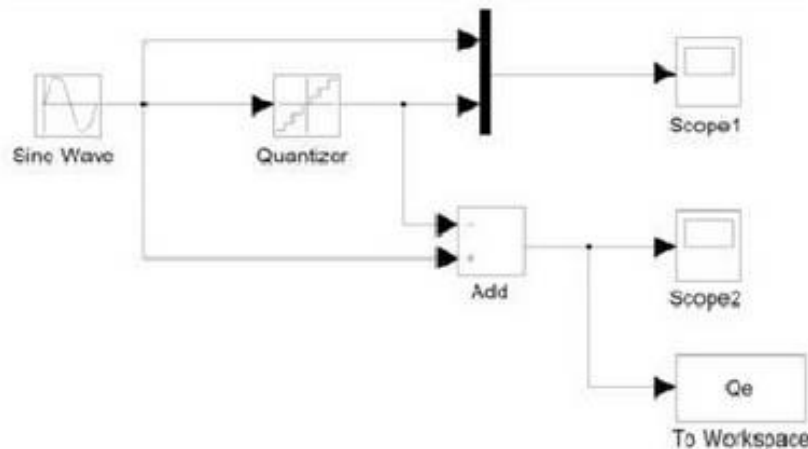 Sine Wave
Quantizer
Scope1
-
+
Add
Scope2
Qe
To Workspace